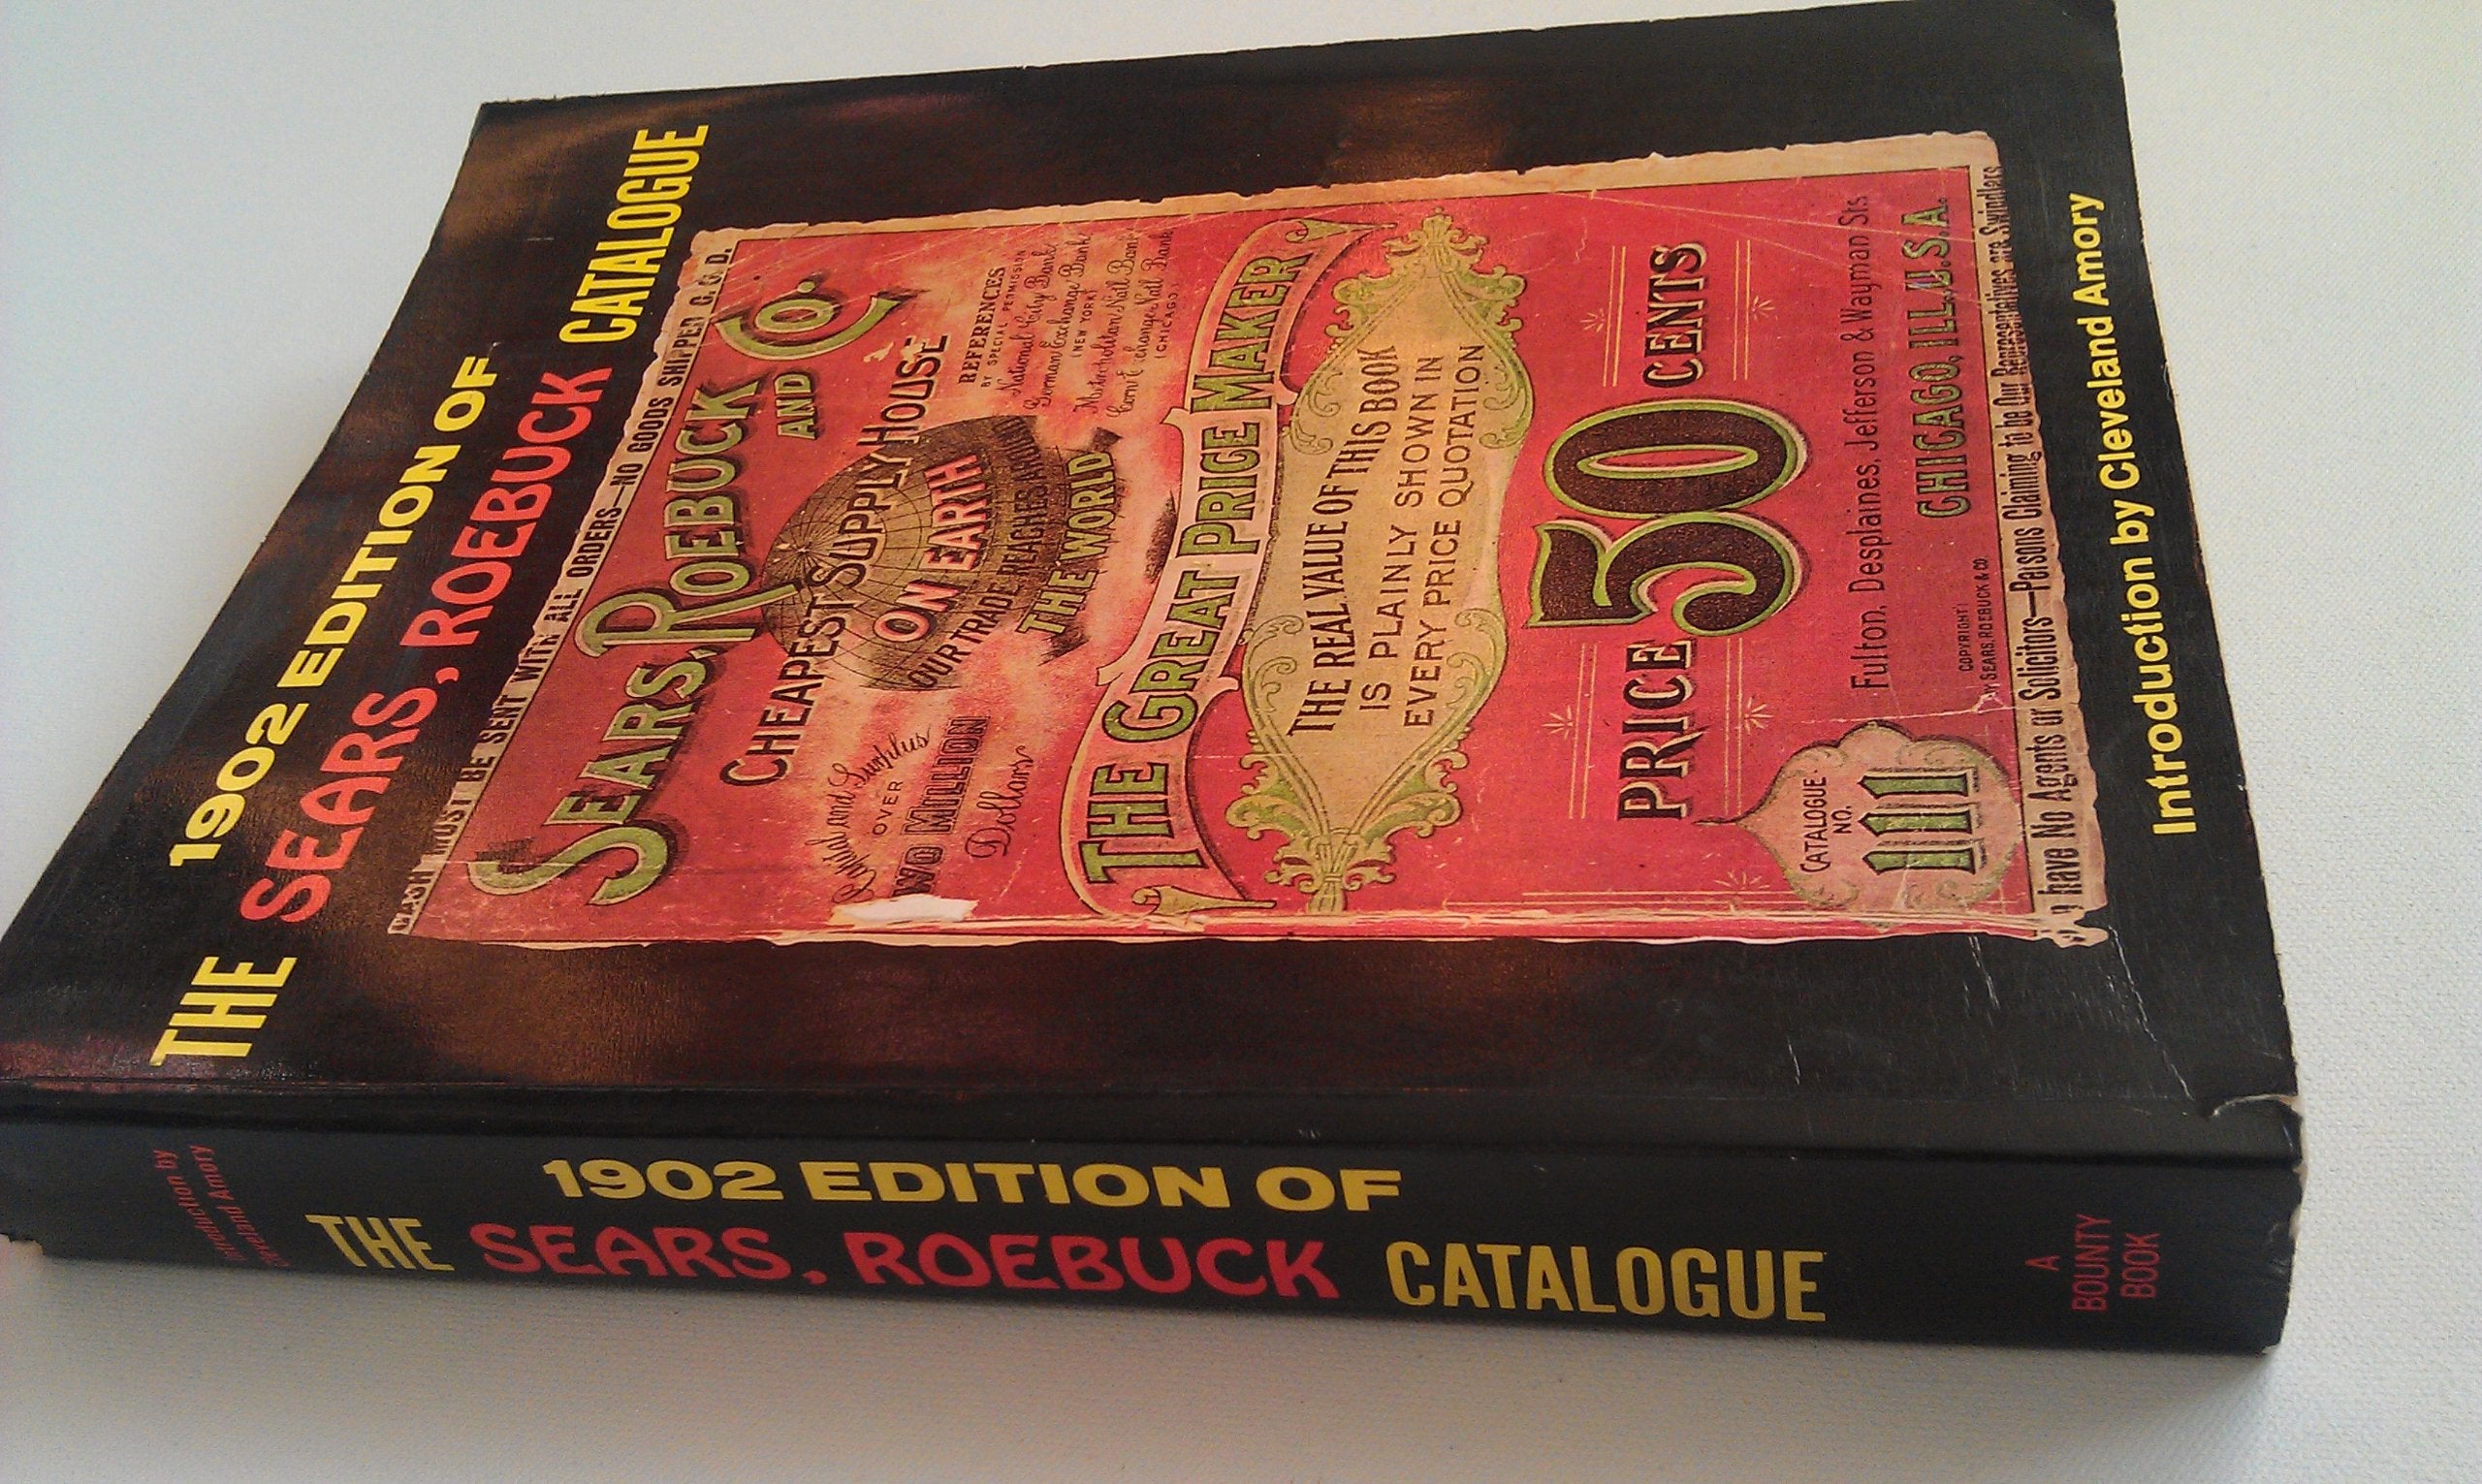 THE 1902 EDITION OF
SEARS, ROEBUCK CATALOGUE
CASH MUST BE SENT WITH ALL ORDERS—NO GOODS SHIPPED C.O.D.
SEARS, ROEBUCK AND CO.
CHEAPEST SUPPLY HOUSE
ON EARTH
OUR TRADE REACHES AROUND
THE WORLD
Capital and Surplus
OVER
TWO MILLION
Dollars
REFERENCES
BY SPECIAL PERMISSION
National City Bank
German Exchange Bank
(NEW YORK)
Metropolitan Natl Bank
Corn Exchange Natl Bank
(CHICAGO)
THE GREAT PRICE MAKER
THE REAL VALUE OF THIS BOOK
IS PLAINLY SHOWN IN
EVERY PRICE QUOTATION
PRICE 50 CENTS
CATALOGUE
NO.
111
Fulton, Desplaines, Jefferson & Wayman Sts
CHICAGO, ILL. U.S.A.
COPYRIGHT
by SEARS, ROEBUCK & CO
have No Agents or Solicitors—Persons Claiming to be Our Representatives are Swindlers
Introduction by Cleveland Amory
Introduction by
Cleveland Amory
1902 EDITION OF
THE SEARS, ROEBUCK CATALOGUE
A
BOUNTY
BOOK